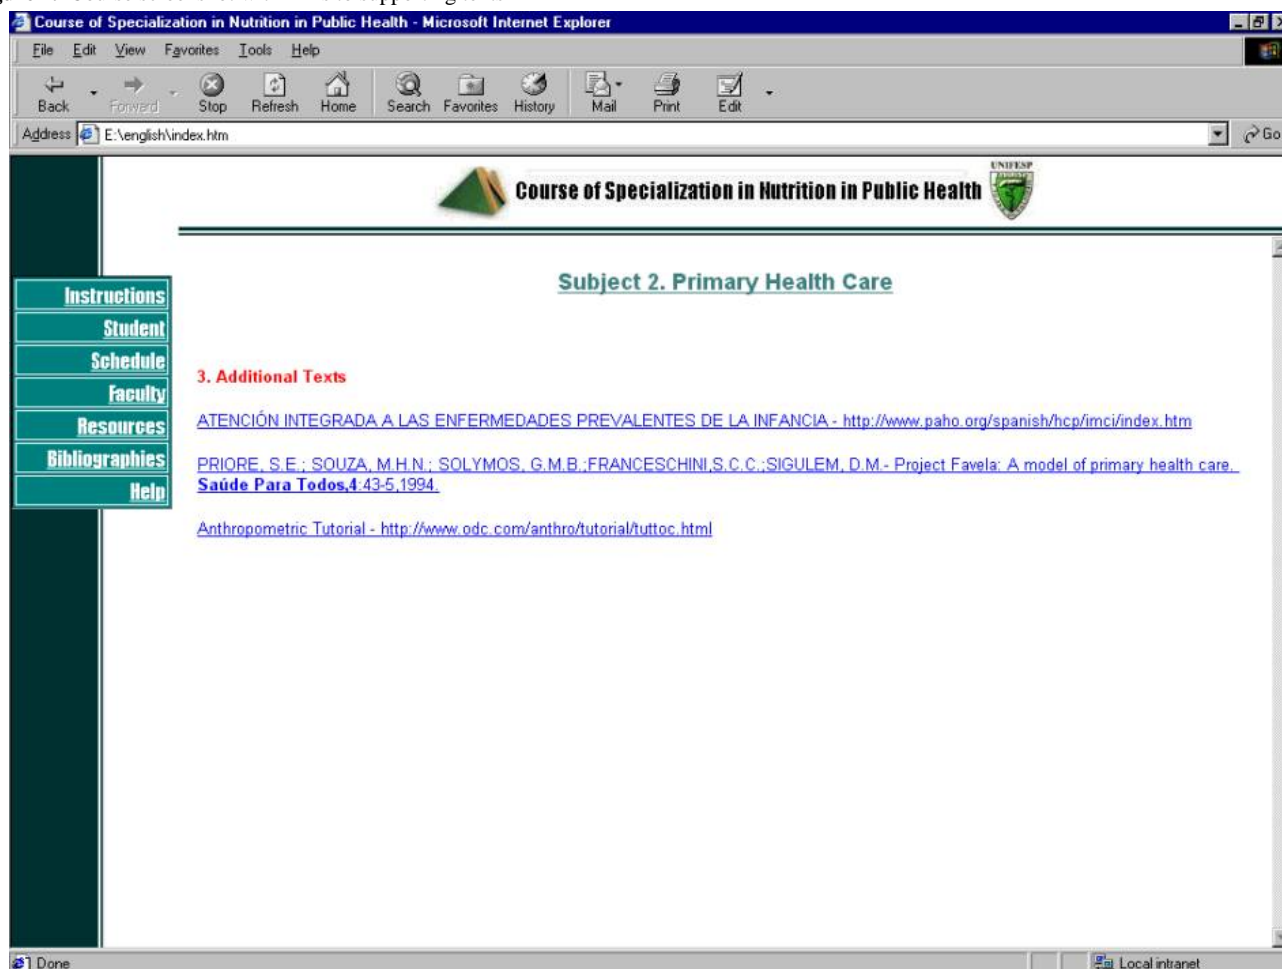 Course of Specialization in Nutrition in Public Health - Microsoft Internet Explorer
File Edit View Favorites Tools Help
Back Forward Stop Refresh Home Search Favorites History Mail Print Edit
Address E:\english\index.htm Go
UNIFESP
Course of Specialization in Nutrition in Public Health
Subject 2. Primary Health Care
Instructions
Student
Schedule
Faculty
Resources
Bibliographies
Help
3. Additional Texts
ATENCIÓN INTEGRADA A LAS ENFERMEDADES PREVALENTES DE LA INFANCIA - http://www.paho.org/spanish/hcp/imci/index.htm
PRIORE, S.E.; SOUZA, M.H.N.; SOLYMOS, G.M.B.;FRANCESCHINI,S.C.C.;SIGULEM, D.M.- Project Favela: A model of primary health care.
Saúde Para Todos,4:43-5,1994.
Anthropometric Tutorial - http://www.odc.com/anthro/tutorial/tuttoc.html
Done Local intranet